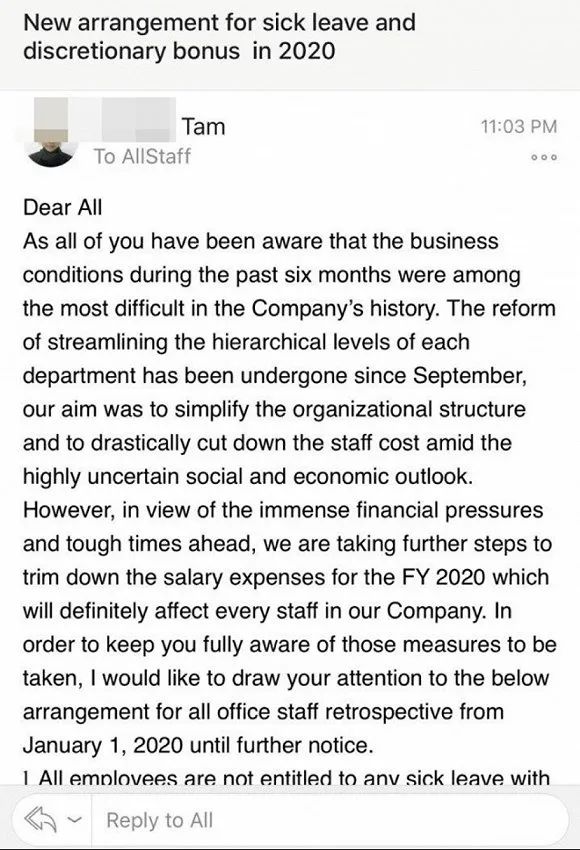 New arrangement for sick leave and
discretionary bonus in 2020
Tam
11:03 PM
To AllStaff
Dear All
As all of you have been aware that the business
conditions during the past six months were among
the most difficult in the Company's history. The reform
of streamlining the hierarchical levels of each
department has been undergone since September,
our aim was to simplify the organizational structure
and to drastically cut down the staff cost amid the
highly uncertain social and economic outlook.
However, in view of the immense financial pressures
and tough times ahead, we are taking further steps to
trim down the salary expenses for the FY 2020 which
will definitely affect every staff in our Company. In
order to keep you fully aware of those measures to be
taken, I would like to draw your attention to the below
arrangement for all office staff retrospective from
January 1, 2020 until further notice.
1 All employees are not entitled to any sick leave with
Reply to All